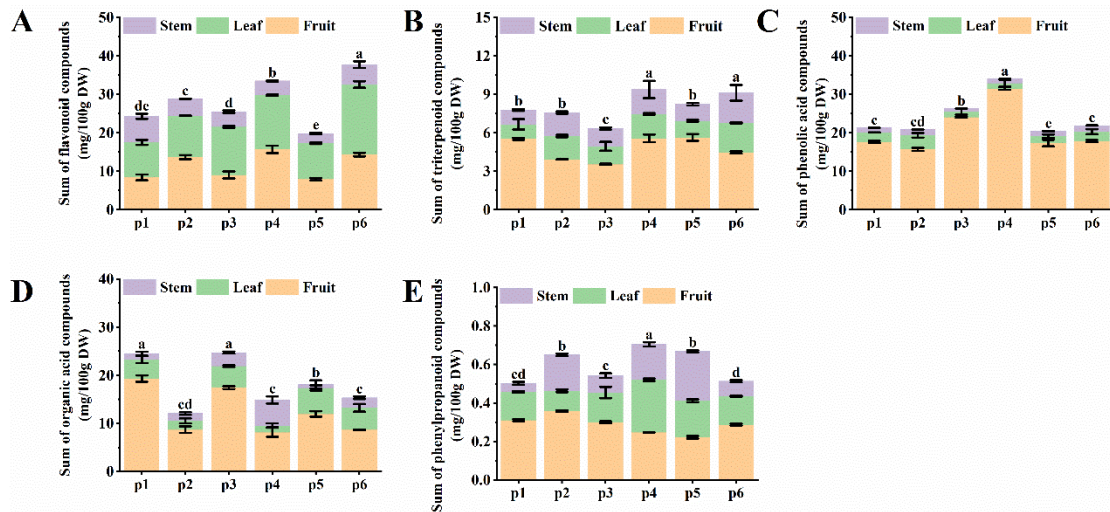 A
Sum of flavonoid compounds
(mg/100g DW)
50
40
30
20
10
0
Stem Leaf Fruit
dc c d b e a
p1 p2 p3 p4 p5 p6
B
Sum of triterpenoid compounds
(mg/100g DW)
15
12
9
6
3
0
Stem Leaf Fruit
b b c a b a
p1 p2 p3 p4 p5 p6
C
Sum of phenolic acid compounds
(mg/100g DW)
50
40
30
20
10
0
Stem Leaf Fruit
c cd b a c c
p1 p2 p3 p4 p5 p6
D
Sum of organic acid compounds
(mg/100g DW)
40
30
20
10
0
Stem Leaf Fruit
a cd a c b c
p1 p2 p3 p4 p5 p6
E
Sum of phenylpropanoid compounds
(mg/100g DW)
1.0
0.8
0.6
0.4
0.2
0.0
Stem Leaf Fruit
cd b c a b d
p1 p2 p3 p4 p5 p6